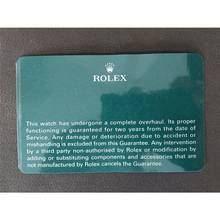 ROLEX
This watch has undergone a complete overhaul. Its proper
functioning is guaranteed for two years from the date of
Service. Any damage or deterioration due to accident or
mishandling is excluded from this Guarantee. Any intervention
by a third party non-authorised by Rolex or modification by
adding or substituting components and accessories that are
not manufactured by Rolex cancels the Guarantee.